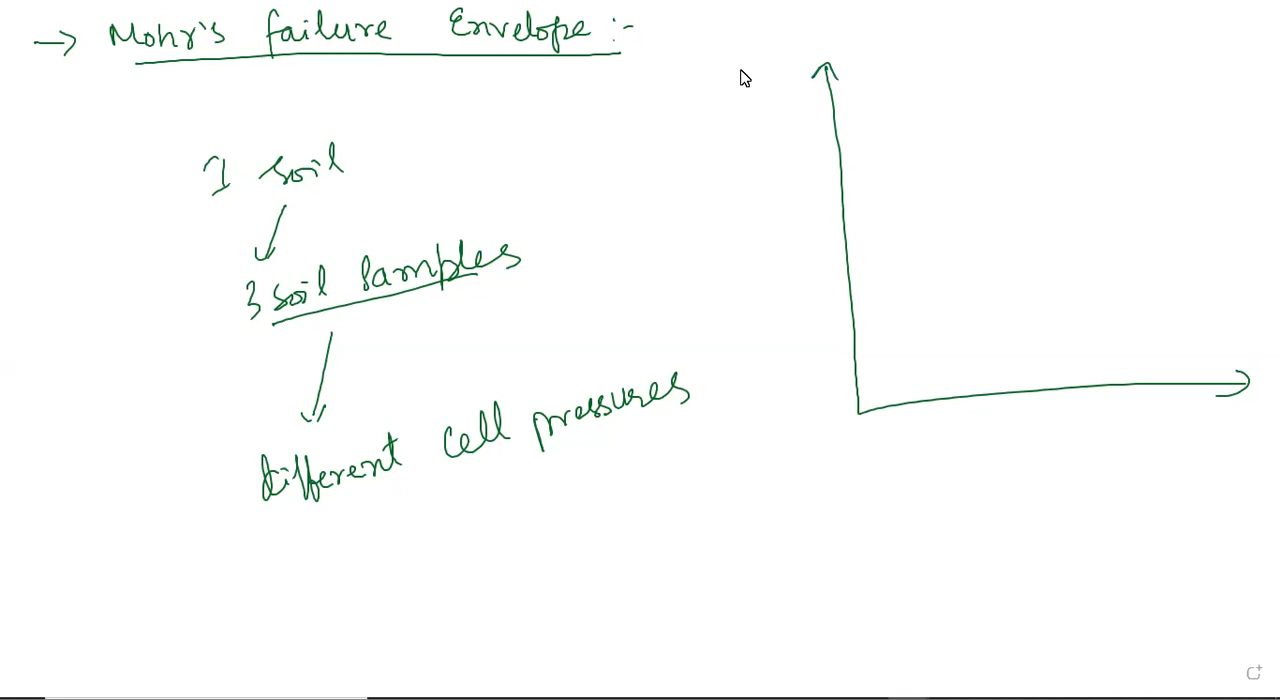 → Mohr's failure Envelope :-
1 soil
3 soil samples
different cell pressures